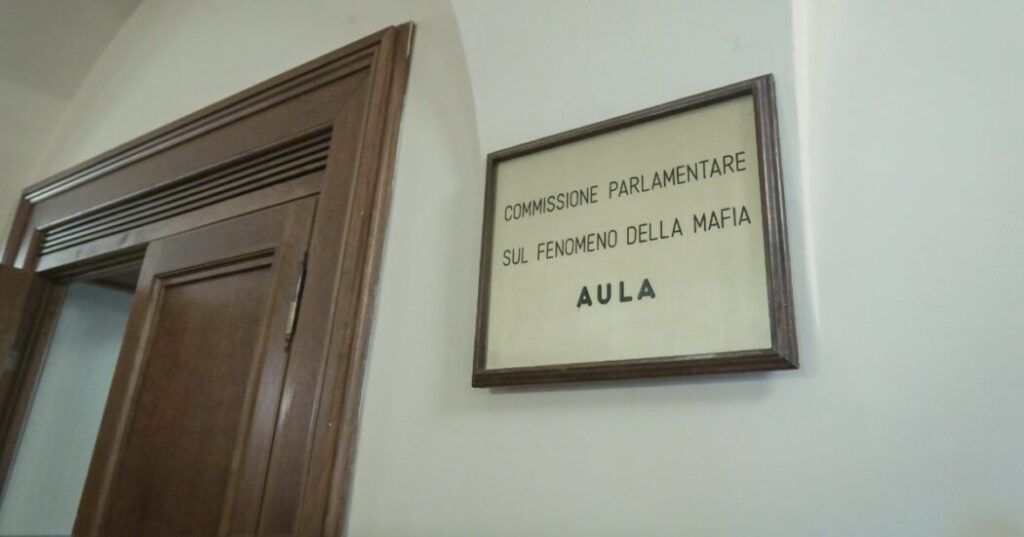 COMMISSIONE PARLAMENTARE
SUL FENOMENO DELLA MAFIA
AULA